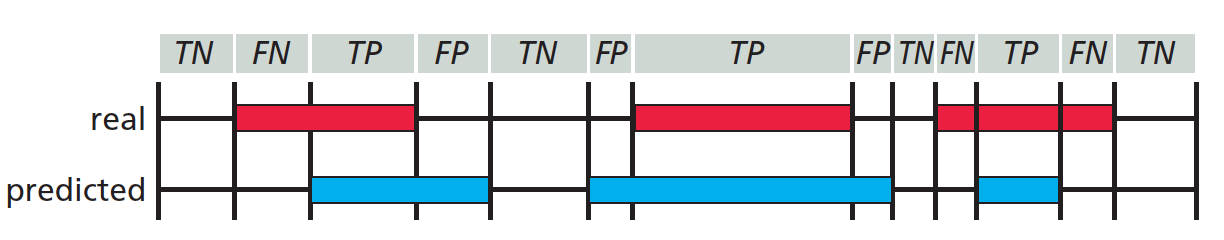 TN FN TP FP TN FP TP FP TN FN TP FN TN
real
predicted